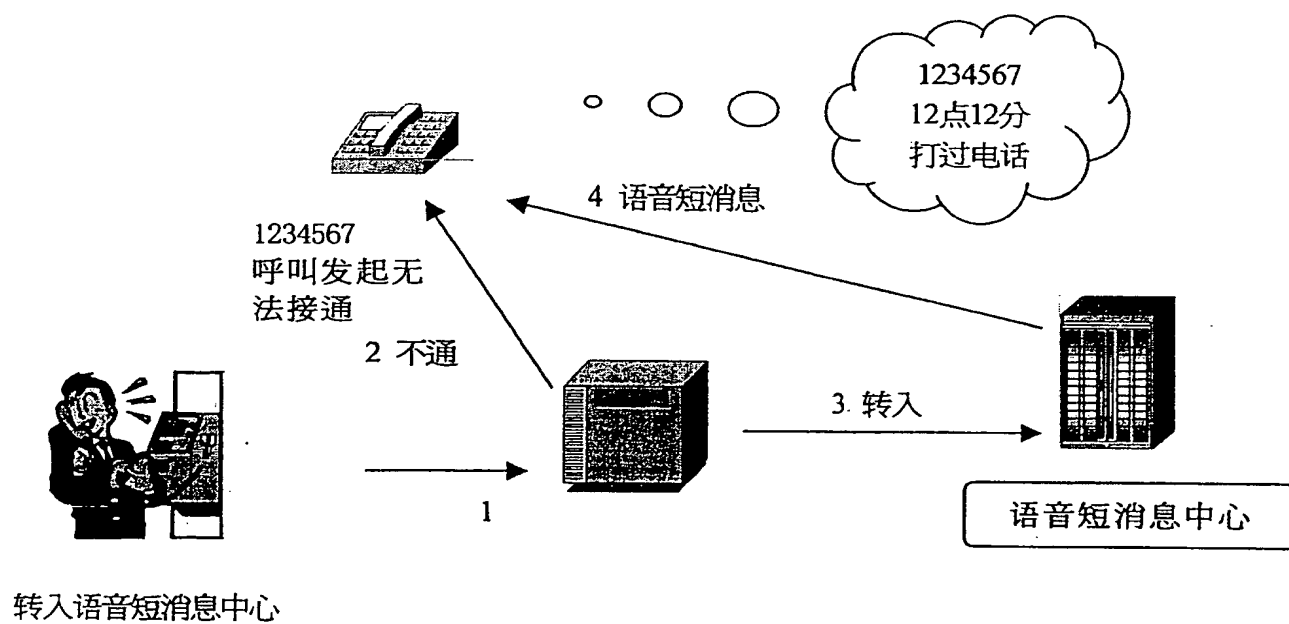 1234567
12点12分
打过电话
4 语音短消息
1234567
呼叫发起无
法接通
2 不通
3. 转入
1
语音短消息中心
转入语音短消息中心